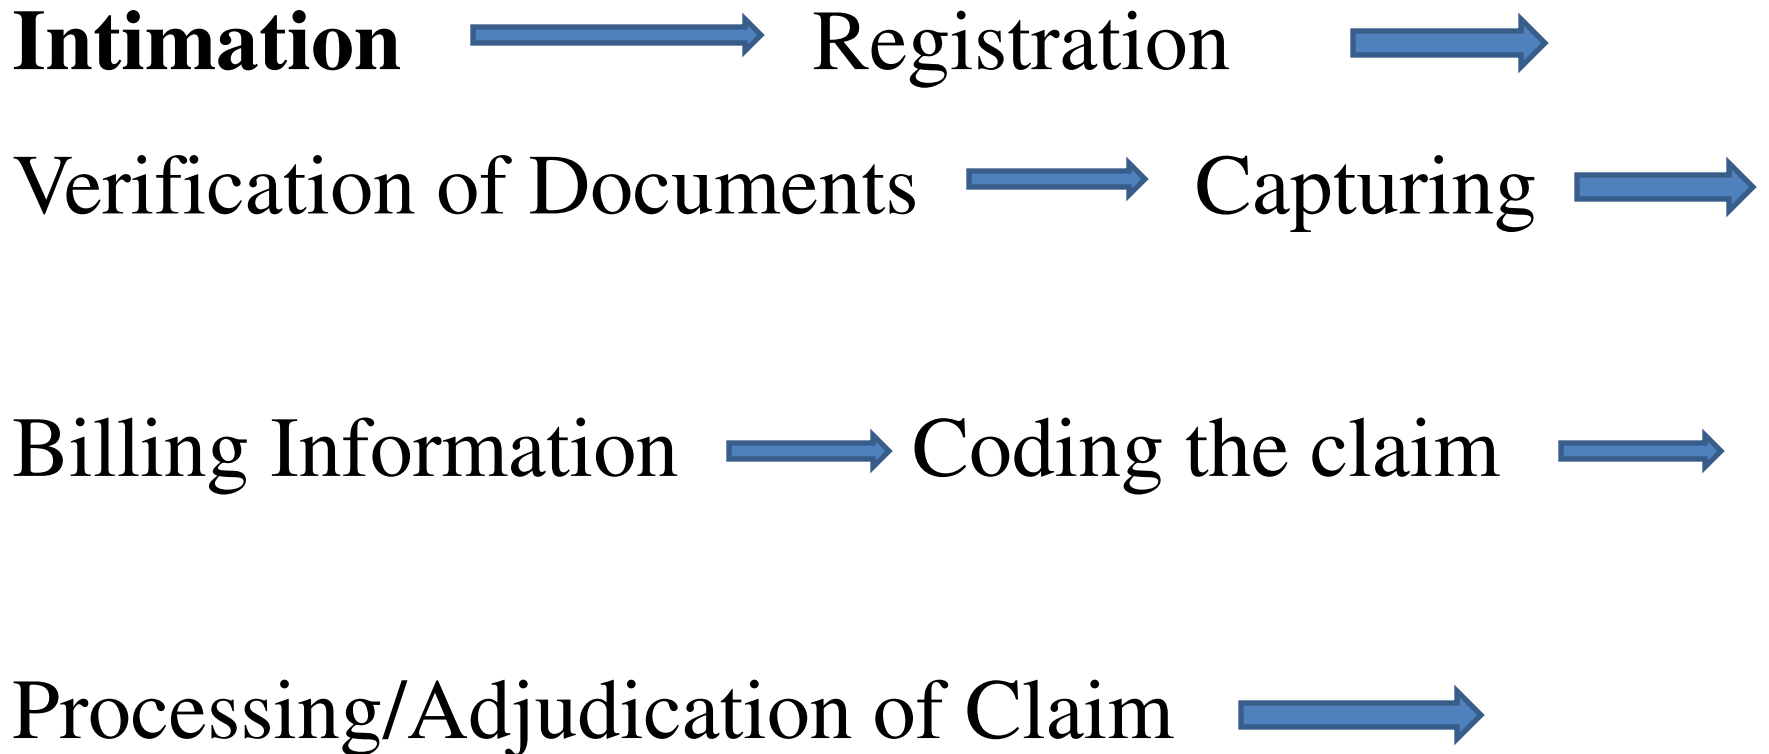 Intimation Registration
Verification of Documents Capturing
Billing Information Coding the claim
Processing/Adjudication of Claim